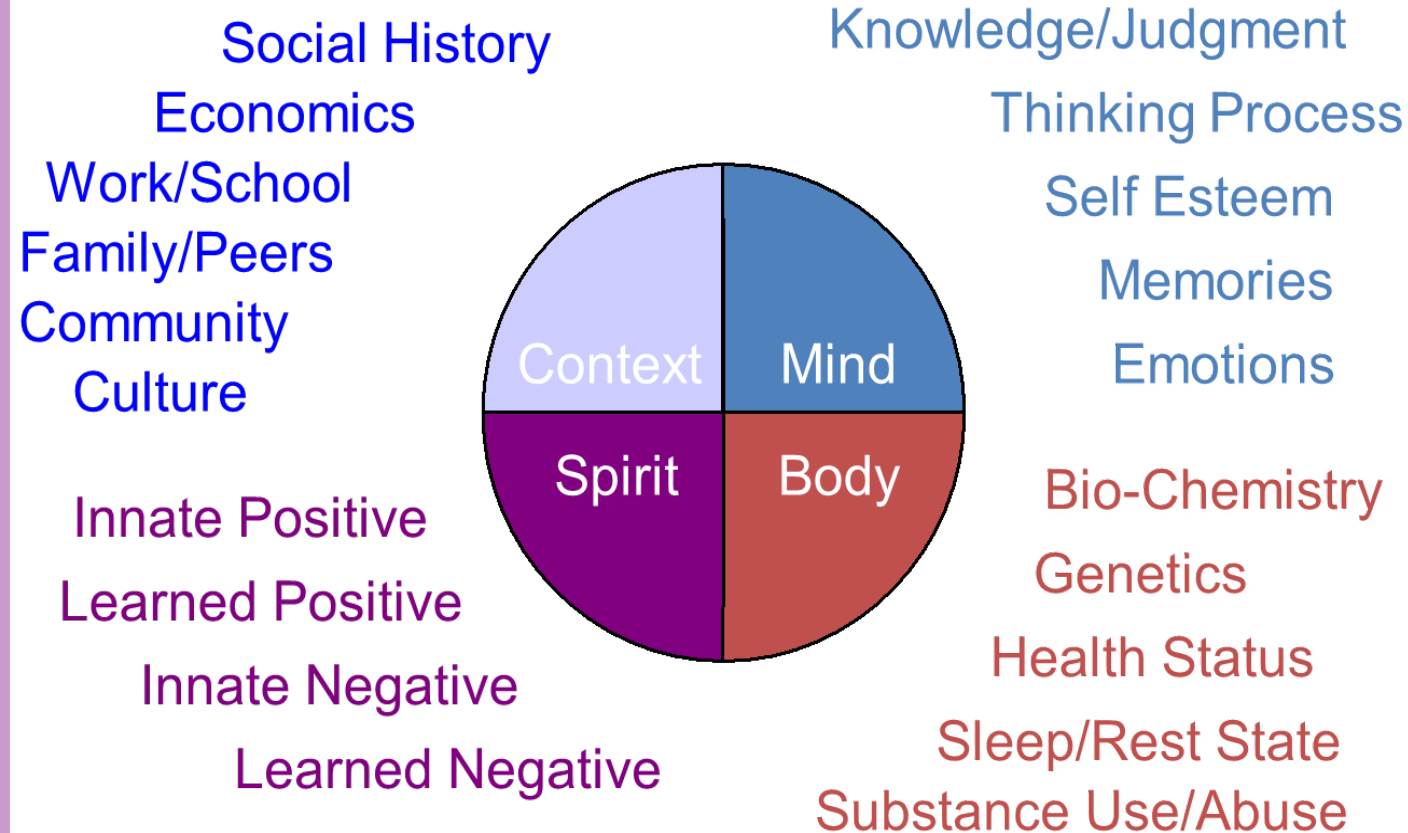 Social History
Economics
Work/School
Family/Peers
Community
Culture
Knowledge/Judgment
Thinking Process
Self Esteem
Memories
Emotions
Context
Mind
Spirit
Body
Innate Positive
Learned Positive
Innate Negative
Learned Negative
Bio-Chemistry
Genetics
Health Status
Sleep/Rest State
Substance Use/Abuse